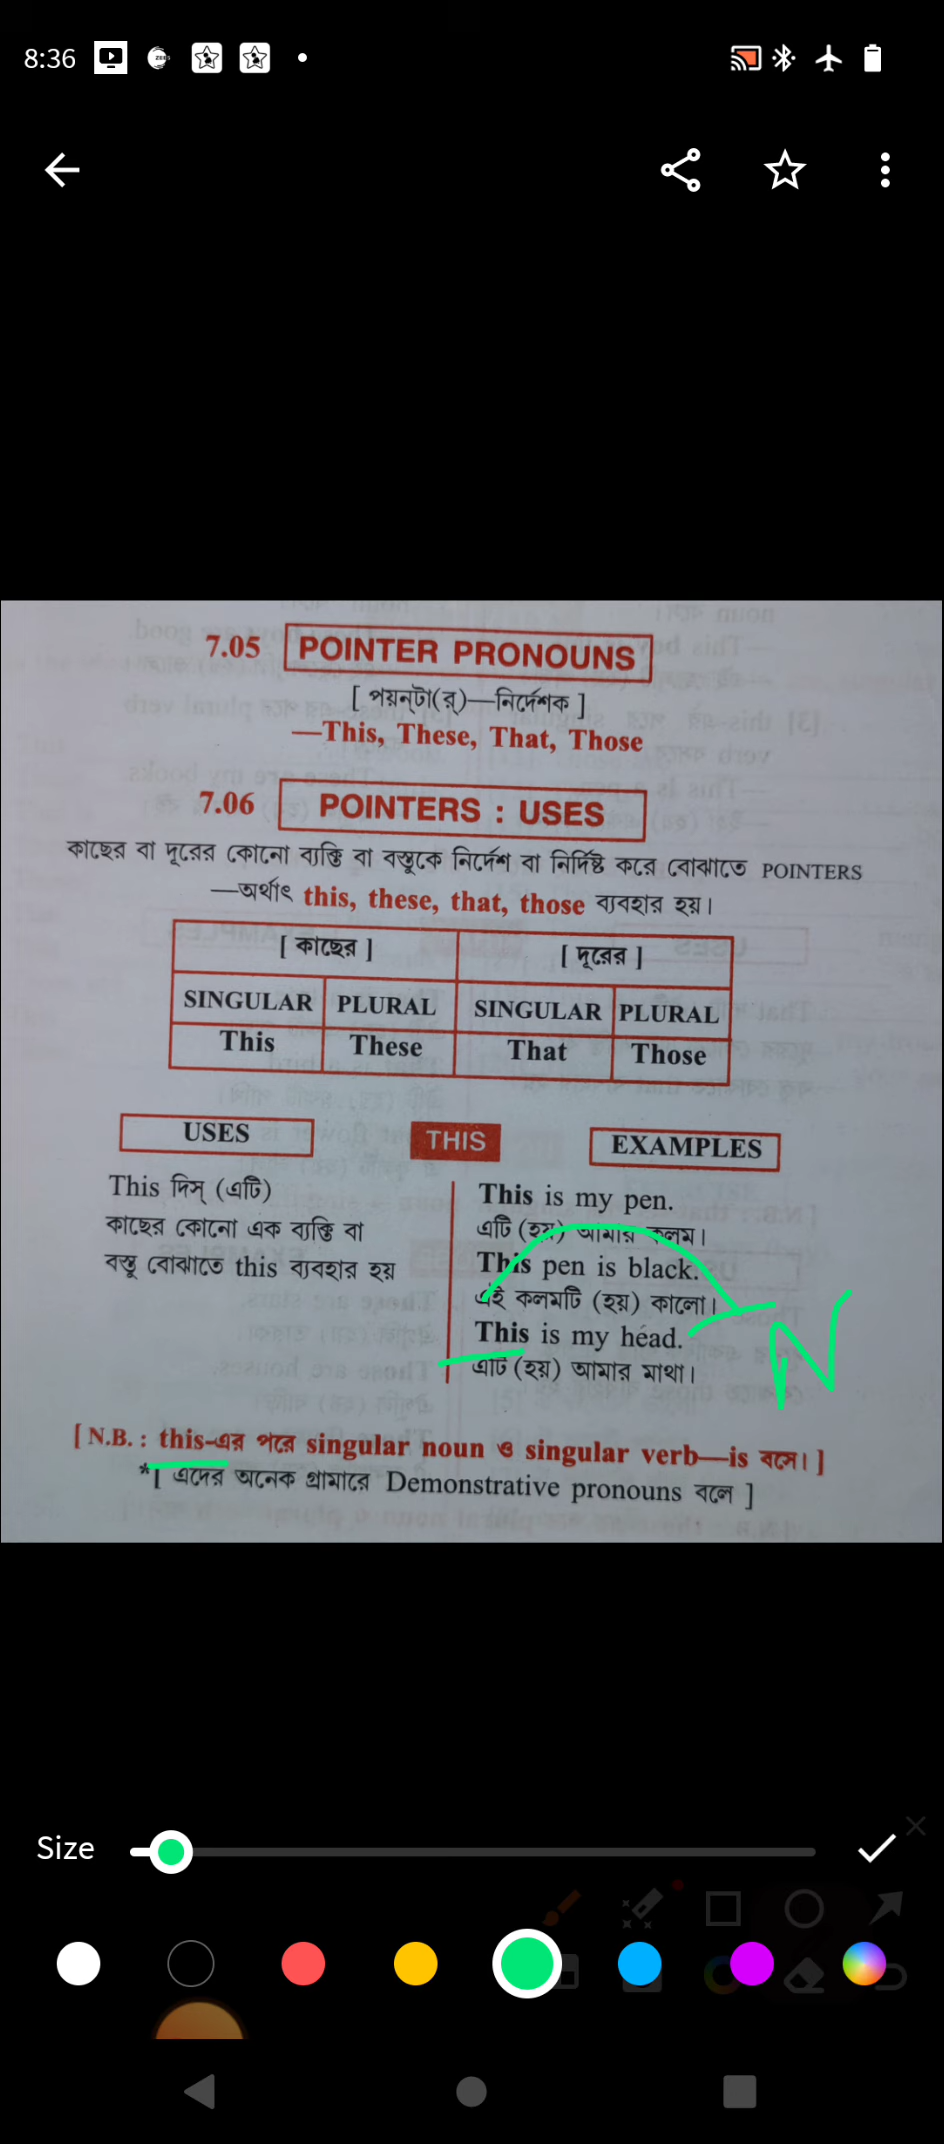 8:36
7.05 POINTER PRONOUNS
[ পয়ন্টা(র্)—নির্দেশক ]
—This, These, That, Those
7.06 POINTERS : USES
কাছের বা দূরের কোনো ব্যক্তি বা বস্তুকে নির্দেশ বা নির্দিষ্ট করে বোঝাতে POINTERS
—অর্থাৎ this, these, that, those ব্যবহার হয়।
[ কাছের ] [ দূরের ]
SINGULAR PLURAL SINGULAR PLURAL
This These That Those
USES THIS EXAMPLES
This দিস্ (এটি)
কাছের কোনো এক ব্যক্তি বা
বস্তু বোঝাতে this ব্যবহার হয়
This is my pen.
এটি (হয়) আমার কলম।
This pen is black.
এই কলমটি (হয়) কালো।
This is my head.
এটি (হয়) আমার মাথা।
N
[ N.B. : this-এর পরে singular noun ও singular verb—is বসে। ]
*[ এদের অনেক গ্রামারে Demonstrative pronouns বলে ]
Size